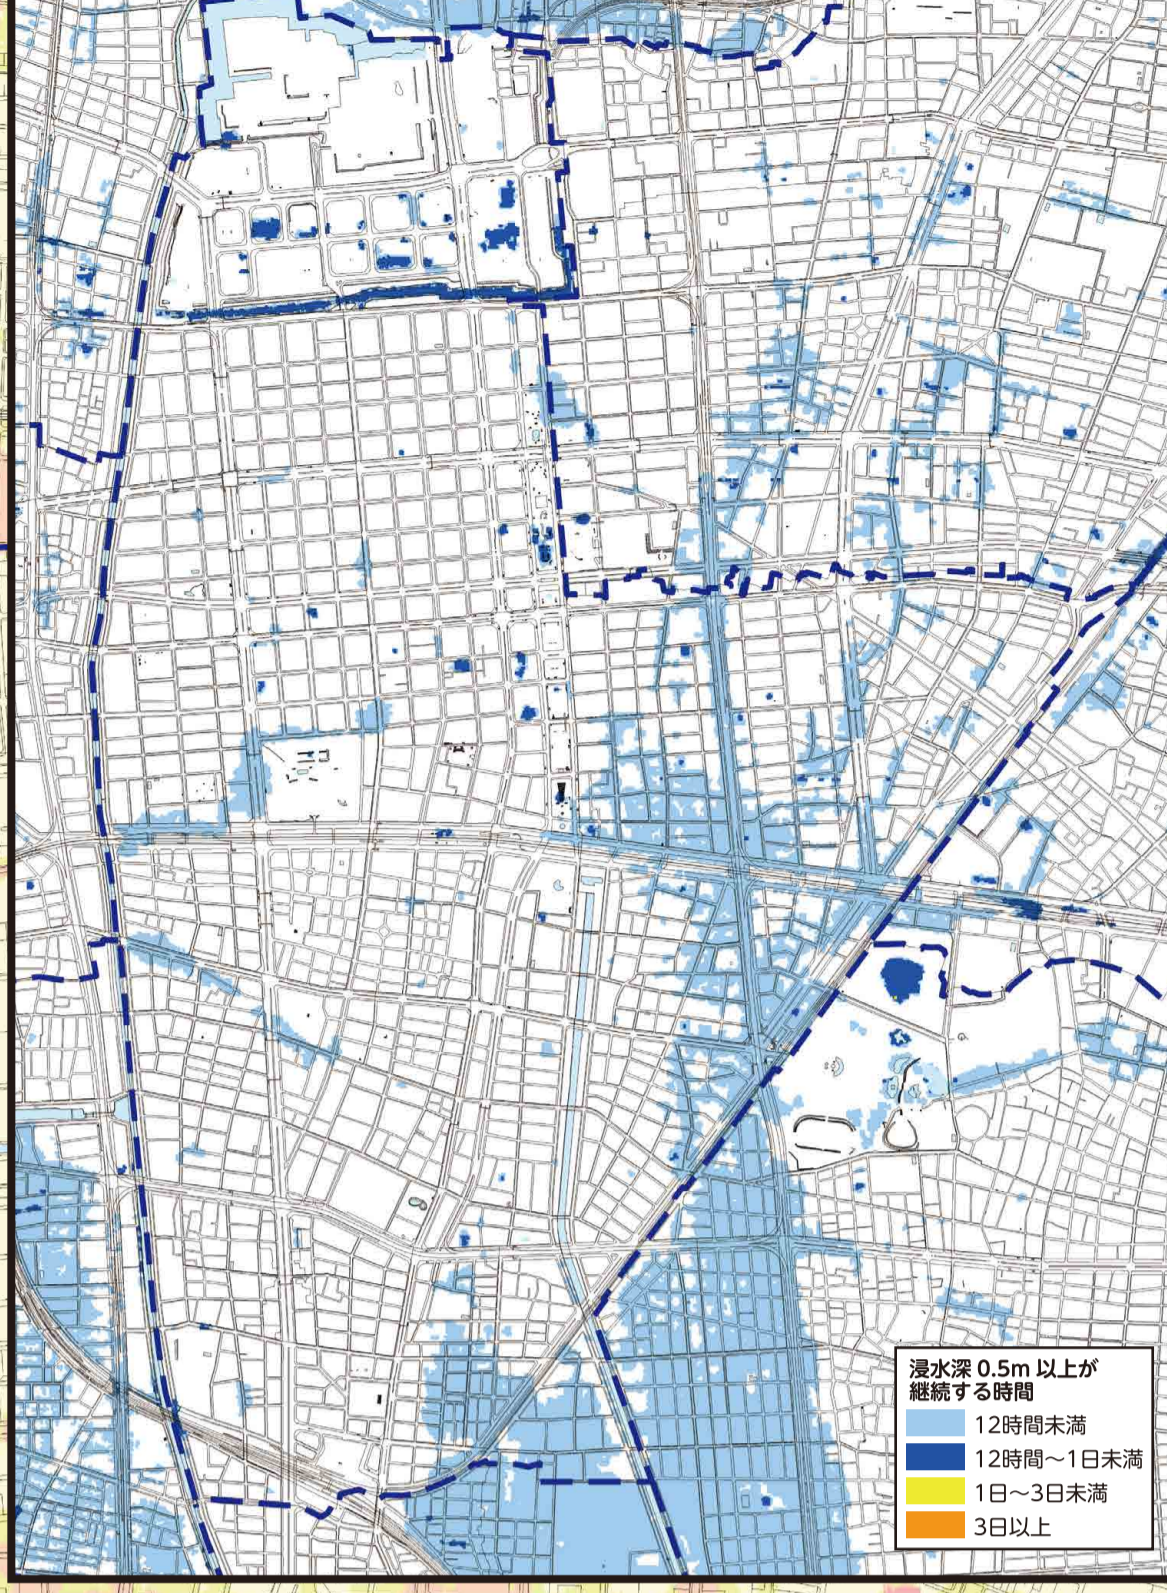 浸水深 0.5m 以上が
継続する時間
12時間未満
12時間～1日未満
1日～3日未満
3日以上